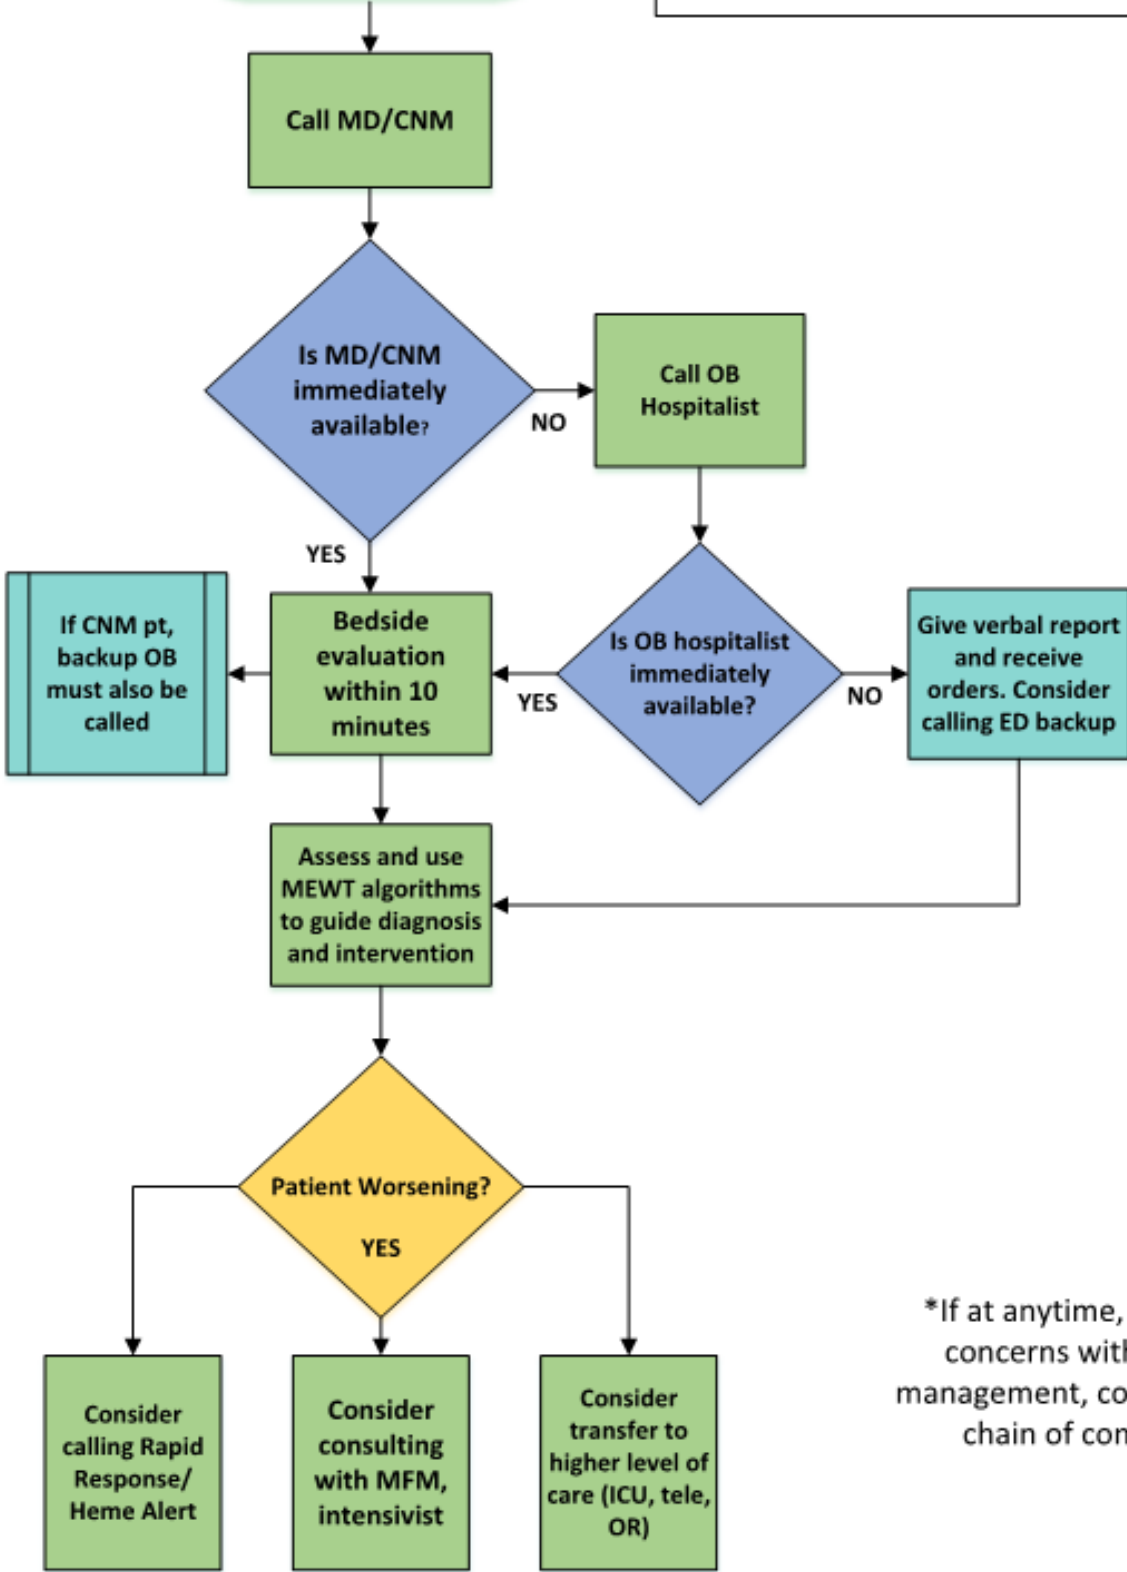 Call MD/CNM
Is MD/CNM
immediately
available?
NO
Call OB
Hospitalist
YES
If CNM pt,
backup OB
must also be
called
Bedside
evaluation
within 10
minutes
YES
Is OB hospitalist
immediately
available?
NO
Give verbal report
and receive
orders. Consider
calling ED backup
Assess and use
MEWT algorithms
to guide diagnosis
and intervention
Patient Worsening?
YES
Consider
calling Rapid
Response/
Heme Alert
Consider
consulting
with MFM,
intensivist
Consider
transfer to
higher level of
care (ICU, tele,
OR)
*If at anytime,
concerns with
management, co
chain of con